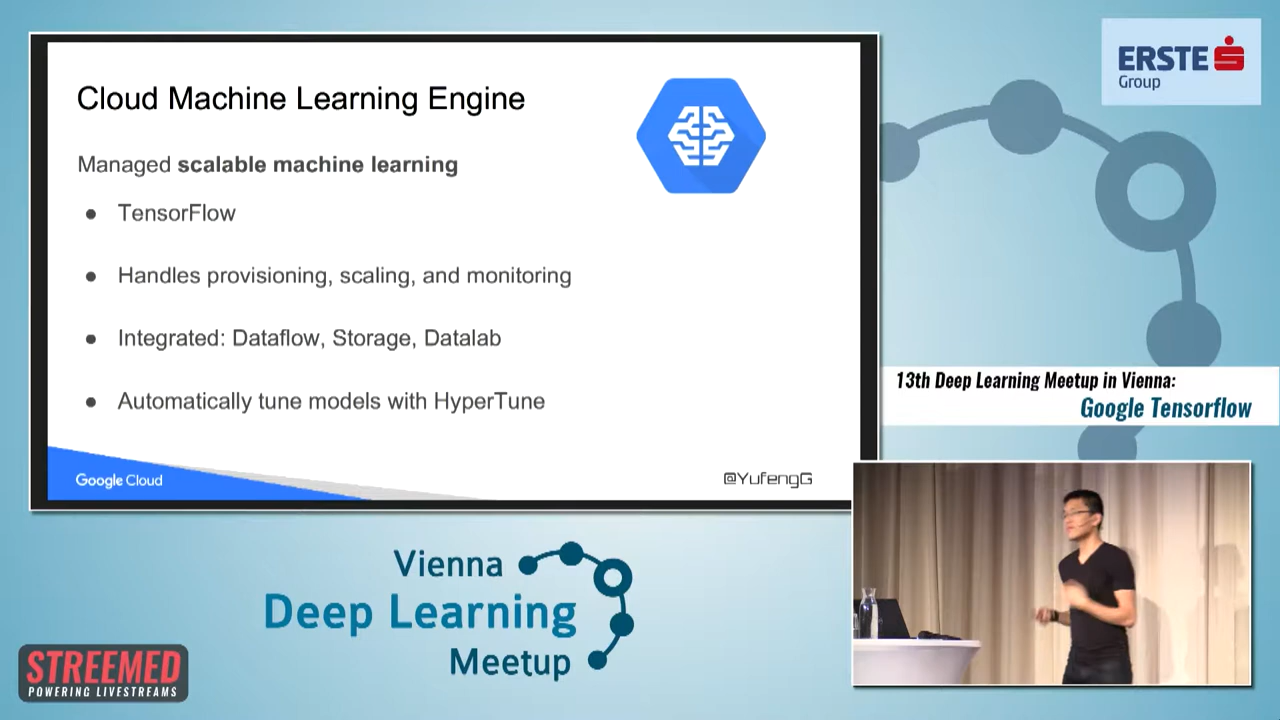 Cloud Machine Learning Engine
Managed scalable machine learning
● TensorFlow
● Handles provisioning, scaling, and monitoring
● Integrated: Dataflow, Storage, Datalab
● Automatically tune models with HyperTune
Google Cloud
@YufengG
ERSTE
Group
13th Deep Learning Meetup in Vienna:
Google Tensorflow
Vienna
Deep Learning
Meetup
STREEMED
POWERING LIVESTREAMS